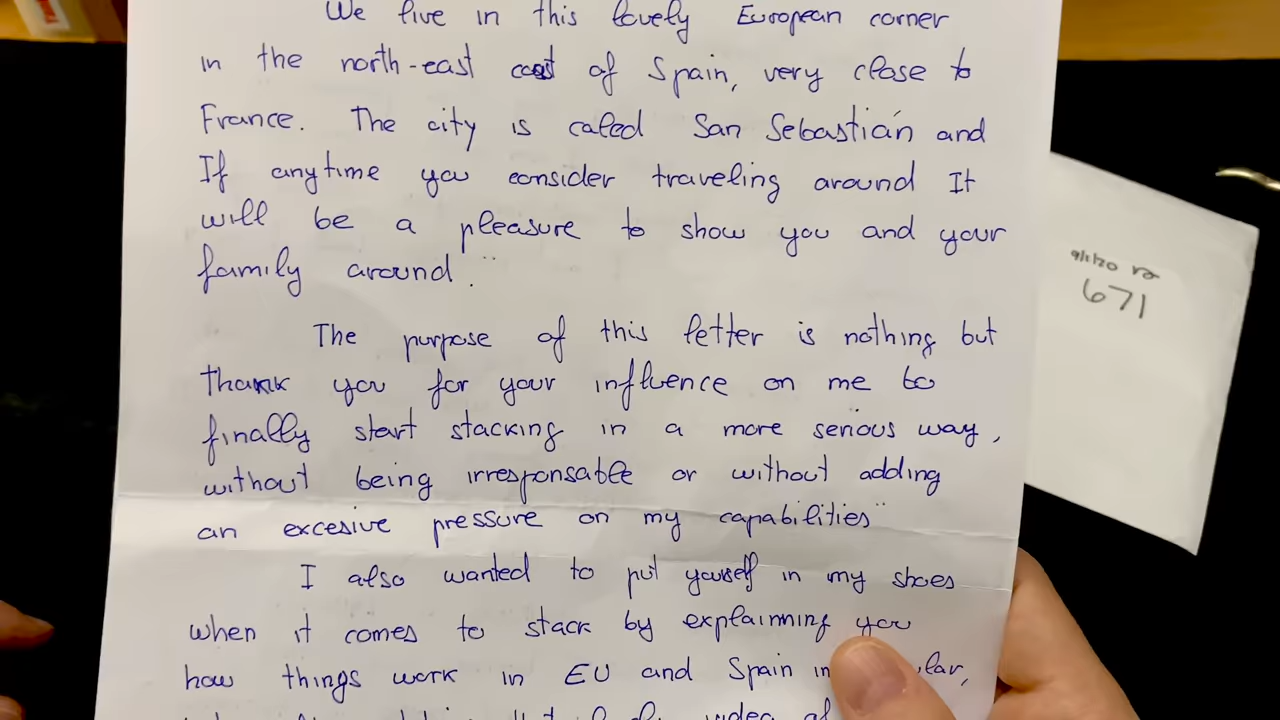 We live in this lovely European corner
in the north-east coast of Spain, very close to
France. The city is called San Sebastián and
If anytime you consider traveling around It
will be a pleasure to show you and your
family around.
The purpose of this letter is nothing but
thank you for your influence on me to
finally start stacking in a more serious way,
without being irresponsable or without adding
an excesive pressure on my capabilities
I also wanted to put yourself in my shoes
when it comes to stack by explainning you
how things work in EU and Spain in
671